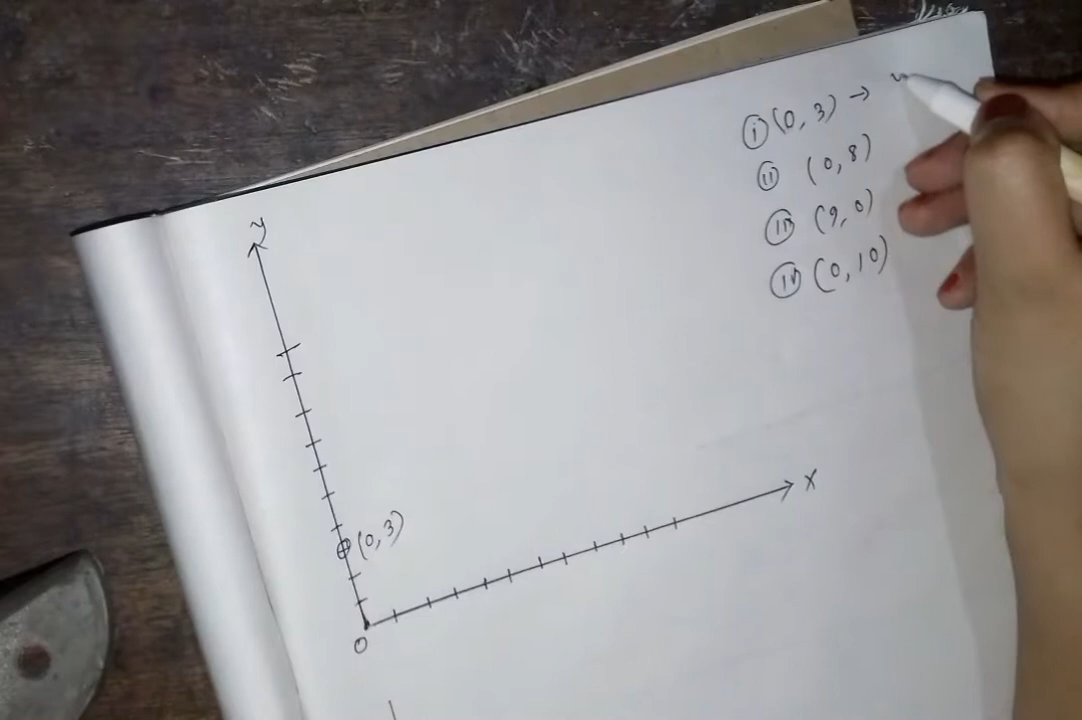 i (0, 3) →
ii (0, 8)
iii (9, 0)
iv (0, 10)
y
(0, 3)
X
O